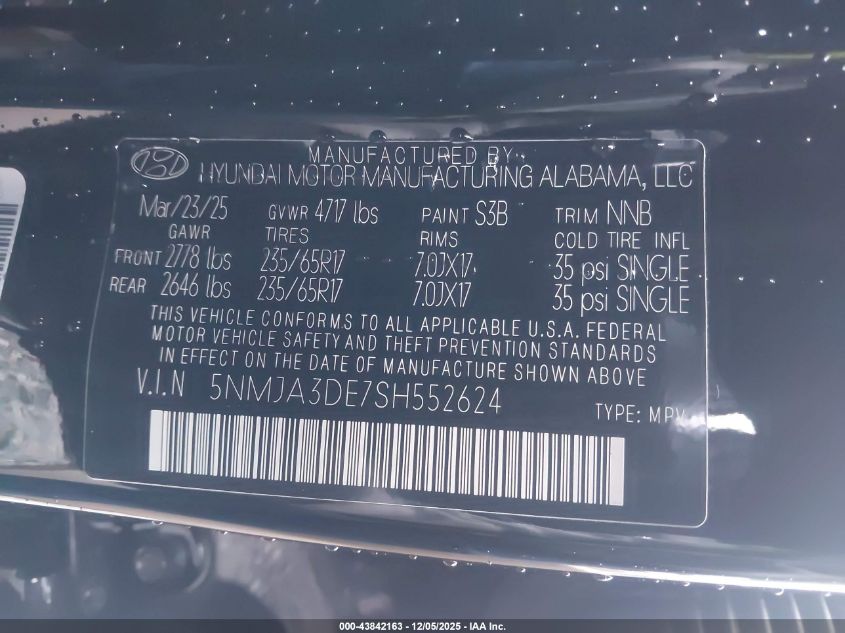 MANUFACTURED BY
HYUNDAI MOTOR MANUFACTURING ALABAMA, LLC
Mar/23/25 GVWR 4717 lbs PAINT S3B TRIM NNB
GAWR TIRES RIMS COLD TIRE INFL
FRONT 2778 lbs 235/65R17 7.0JX17 35 psi SINGLE
REAR 2646 lbs 235/65R17 7.0JX17 35 psi SINGLE
THIS VEHICLE CONFORMS TO ALL APPLICABLE U.S.A. FEDERAL
MOTOR VEHICLE SAFETY AND THEFT PREVENTION STANDARDS
IN EFFECT ON THE DATE OF MANUFACTURE SHOWN ABOVE
V.I.N 5NMJA3DE7SH552624
TYPE: MPV
000-43842163 - 12/05/2025 - IAA Inc.